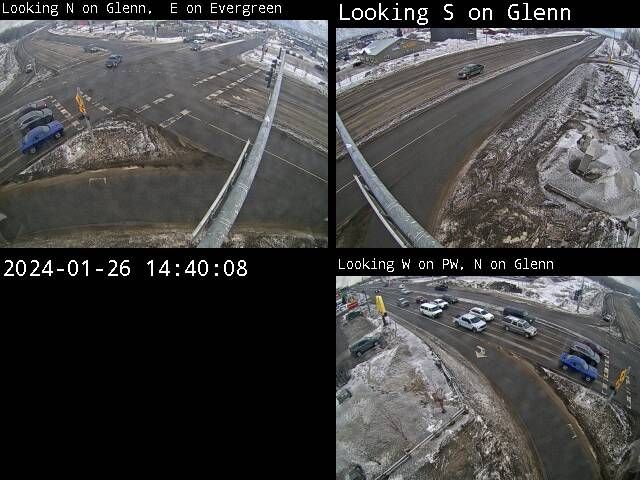 Looking N on Glenn, E on Evergreen
Looking S on Glenn
2024-01-26 14:40:08
Looking W on PW, N on Glenn